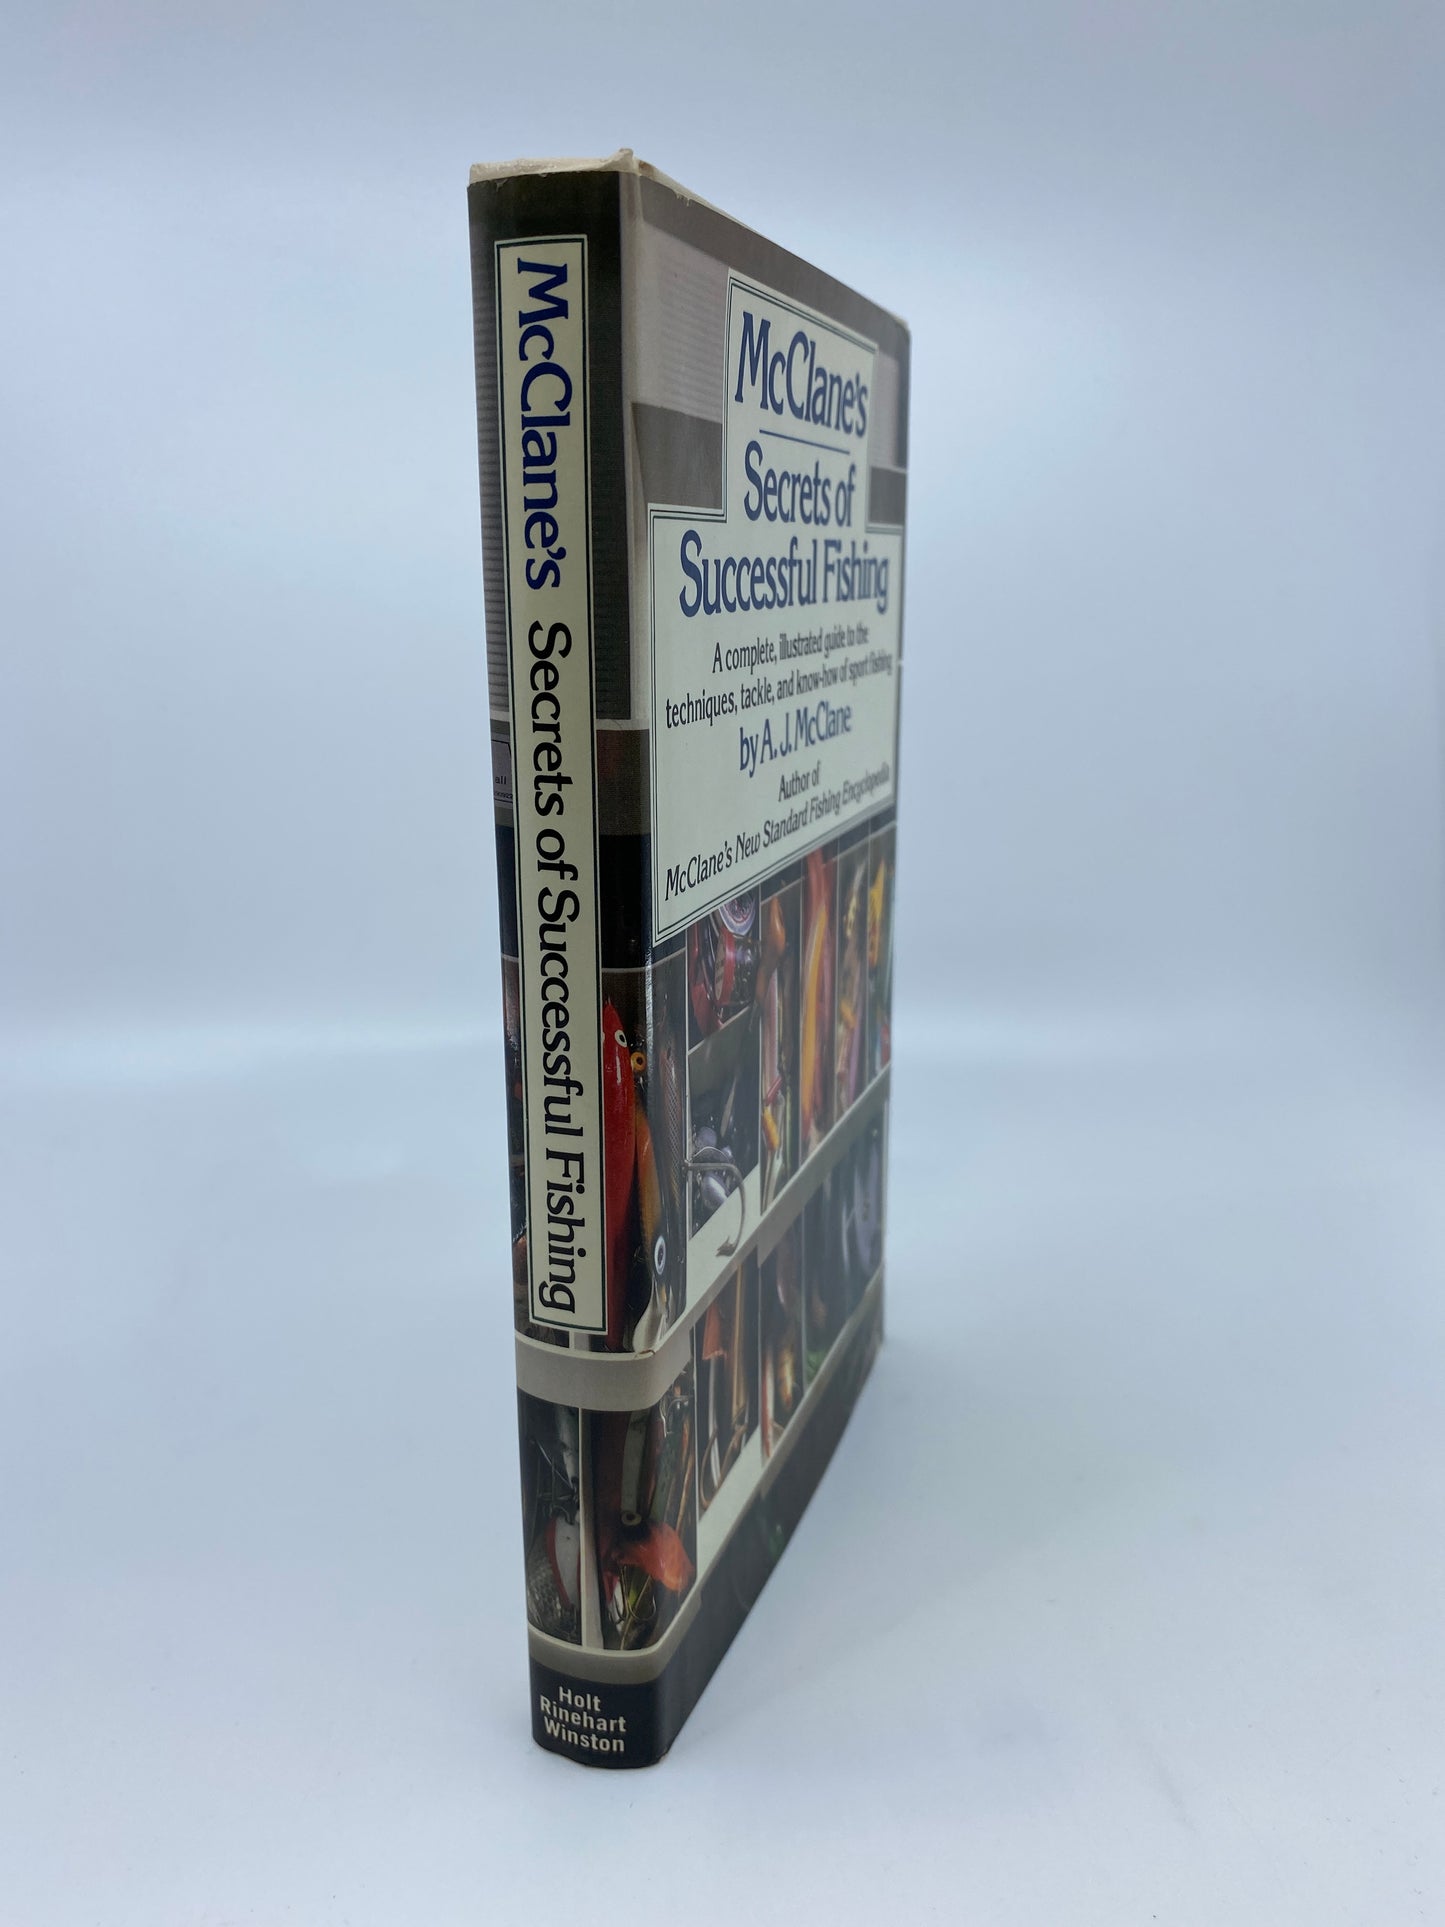 McClane's Secrets of Successful Fishing
all
Holt
Rinehart
Winston
McClane's
Secrets of
Successful Fishing
A complete, illustrated guide to the
techniques, tackle, and know-how of sport fishing
by A. J. McClane
Author of
McClane's New Standard Fishing Encyclopedia